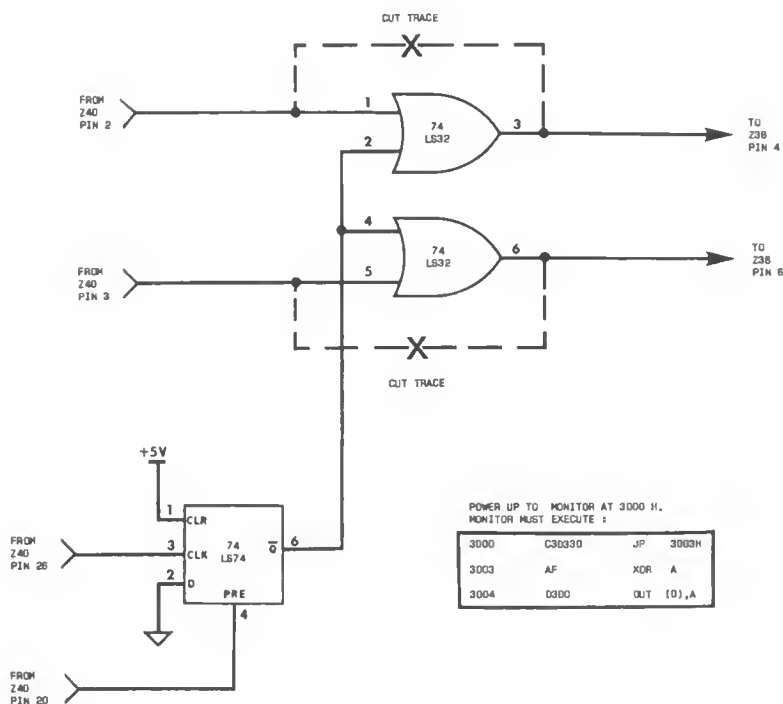 CUT TRACE
FROM
Z40
PIN 2
1
2
74
LS32
3
TO
Z38
PIN 4
4
5
74
LS32
6
TO
Z38
PIN 6
FROM
Z40
PIN 3
CUT TRACE
+5V
1
CLR
FROM
Z40
PIN 26
3
CLK
74
LS74
Q
6
2
D
PRE
4
FROM
Z40
PIN 20
POWER UP TO MONITOR AT 3000 H.
MONITOR MUST EXECUTE :
3000 C30330 JP 3003H
3003 AF XOR A
3004 D300 OUT (0),A